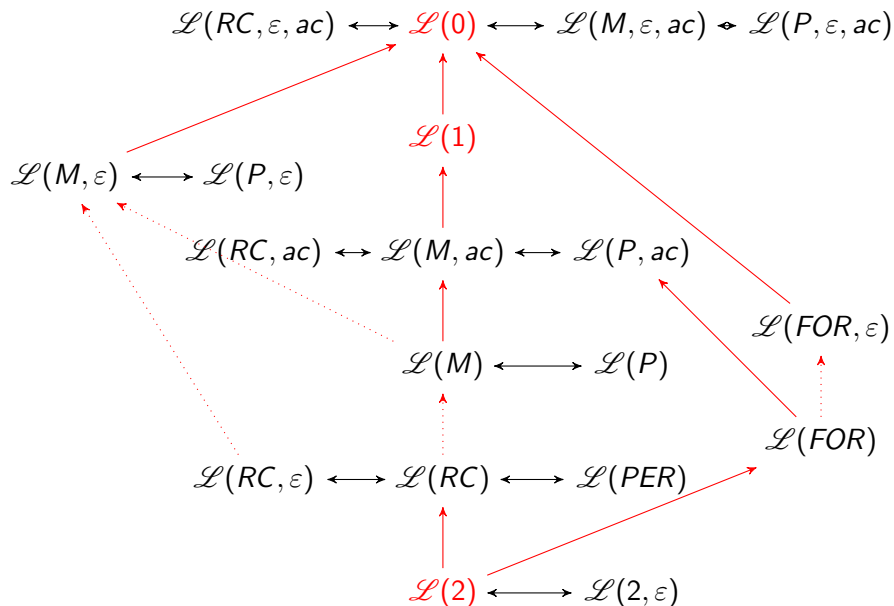 ℒ(RC, ε, ac) ℒ(0) ℒ(M, ε, ac) ℒ(P, ε, ac)
ℒ(1)
ℒ(M, ε) ℒ(P, ε)
ℒ(RC, ac) ℒ(M, ac) ℒ(P, ac)
ℒ(FOR, ε)
ℒ(M) ℒ(P)
ℒ(FOR)
ℒ(RC, ε) ℒ(RC) ℒ(PER)
ℒ(2) ℒ(2, ε)